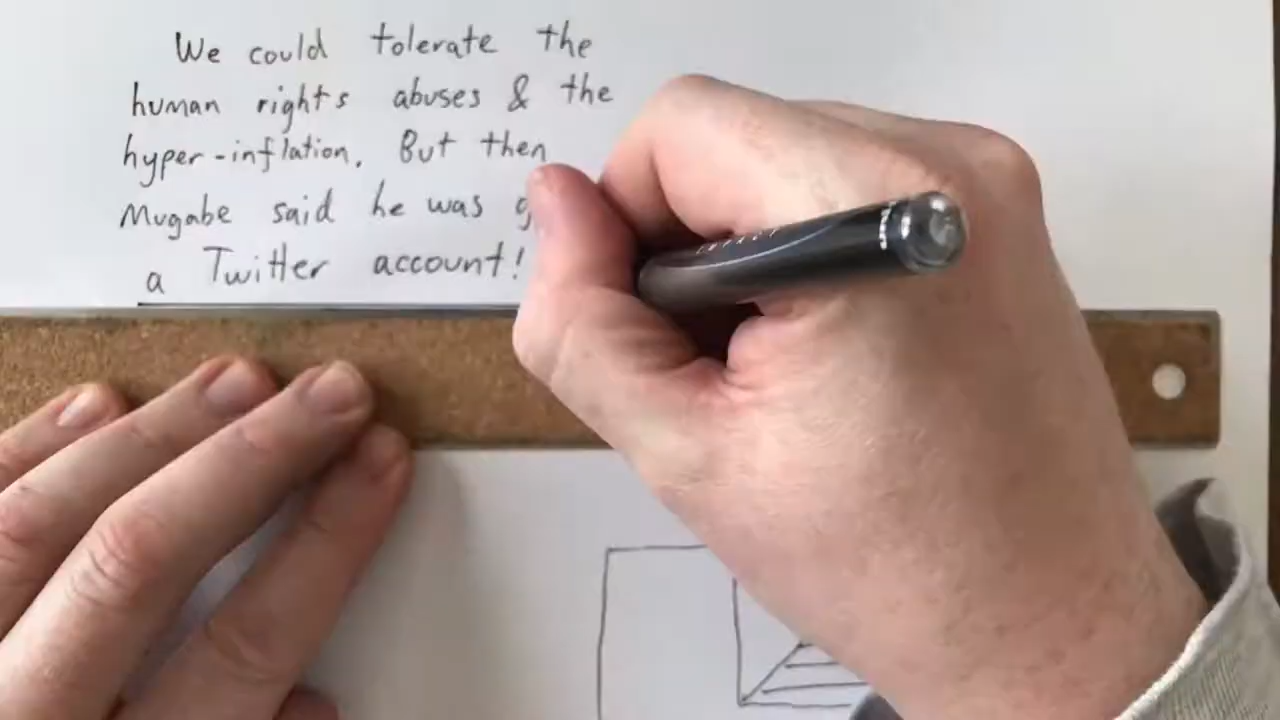 We could tolerate the
human rights abuses & the
hyper-inflation. But then
Mugabe said he was
a Twitter account!